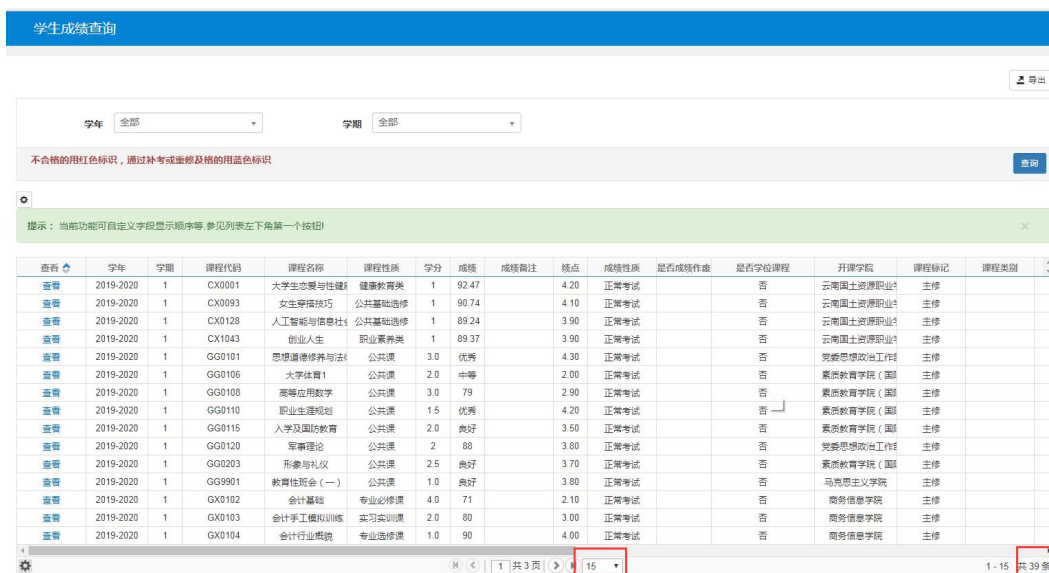 学生成绩查询
导出
学年 全部 学期 全部
不合格的用红色标识，通过补考或重修及格的用蓝色标识
查询
提示： 当前功能可自定义字段显示顺序等,参见列表左下角第一个按钮!
查看 学年 学期 课程代码 课程名称 课程性质 学分 成绩 成绩备注 绩点 成绩性质 是否成绩作废 是否学位课程 开课学院 课程标记 课程类别
查看 2019-2020 1 CX0001 大学生恋爱与性健 健康教育类 1 92.47 4.20 正常考试 否 云南国土资源职业 主修
查看 2019-2020 1 CX0093 女生穿搭技巧 公共基础选修 1 90.74 4.10 正常考试 否 云南国土资源职业 主修
查看 2019-2020 1 CX0128 人工智能与信息社 公共基础选修 1 89.24 3.90 正常考试 否 云南国土资源职业 主修
查看 2019-2020 1 CX1043 创业人生 职业素养类 1 89.37 3.90 正常考试 否 云南国土资源职业 主修
查看 2019-2020 1 GG0101 思想道德修养与法 公共课 3.0 优秀 4.30 正常考试 否 党委思想政治工作 主修
查看 2019-2020 1 GG0106 大学体育1 公共课 2.0 中等 2.00 正常考试 否 素质教育学院（国 主修
查看 2019-2020 1 GG0108 高等应用数学 公共课 3.0 79 2.90 正常考试 否 素质教育学院（国 主修
查看 2019-2020 1 GG0110 职业生涯规划 公共课 1.5 优秀 4.20 正常考试 否 素质教育学院（国 主修
查看 2019-2020 1 GG0115 入学及国防教育 公共课 2.0 良好 3.50 正常考试 否 素质教育学院（国 主修
查看 2019-2020 1 GG0120 军事理论 公共课 2 88 3.80 正常考试 否 党委思想政治工作 主修
查看 2019-2020 1 GG0203 形象与礼仪 公共课 2.5 良好 3.70 正常考试 否 素质教育学院（国 主修
查看 2019-2020 1 GG9901 教育性班会（一） 公共课 1.0 良好 3.80 正常考试 否 马克思主义学院 主修
查看 2019-2020 1 GX0102 会计基础 专业必修课 4.0 71 2.10 正常考试 否 商务信息学院 主修
查看 2019-2020 1 GX0103 会计手工模拟训练 实习实训课 2.0 80 3.00 正常考试 否 商务信息学院 主修
查看 2019-2020 1 GX0104 会计行业概貌 专业选修课 1.0 90 4.00 正常考试 否 商务信息学院 主修
1 共3页 15 1 - 15 共39条